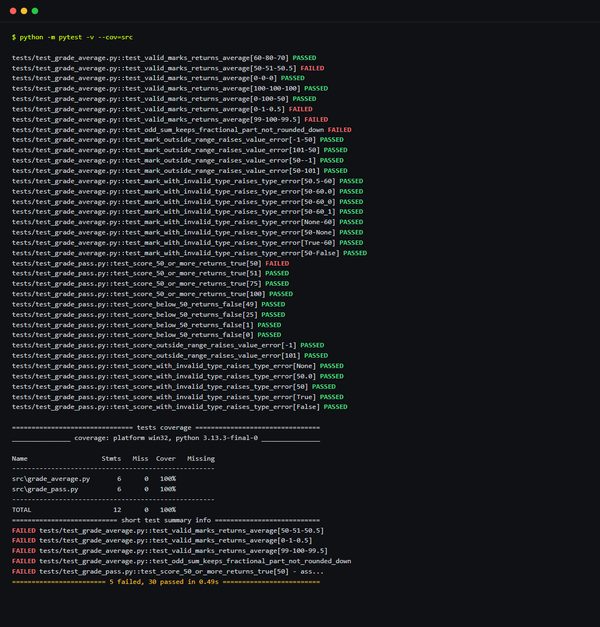 $ python -m pytest -v --cov=src
tests/test_grade_average.py::test_valid_marks_returns_average[60-80-70] PASSED
tests/test_grade_average.py::test_valid_marks_returns_average[50-51-50.5] FAILED
tests/test_grade_average.py::test_valid_marks_returns_average[0-0-0] PASSED
tests/test_grade_average.py::test_valid_marks_returns_average[100-100-100] PASSED
tests/test_grade_average.py::test_valid_marks_returns_average[0-100-50] PASSED
tests/test_grade_average.py::test_valid_marks_returns_average[0-1-0.5] FAILED
tests/test_grade_average.py::test_valid_marks_returns_average[99-100-99.5] FAILED
tests/test_grade_average.py::test_odd_sum_keeps_fractional_part_not_rounded_down FAILED
tests/test_grade_average.py::test_mark_outside_range_raises_value_error[-1-50] PASSED
tests/test_grade_average.py::test_mark_outside_range_raises_value_error[101-50] PASSED
tests/test_grade_average.py::test_mark_outside_range_raises_value_error[50--1] PASSED
tests/test_grade_average.py::test_mark_outside_range_raises_value_error[50-101] PASSED
tests/test_grade_average.py::test_mark_with_invalid_type_raises_type_error[50.5-60] PASSED
tests/test_grade_average.py::test_mark_with_invalid_type_raises_type_error[50-60.0] PASSED
tests/test_grade_average.py::test_mark_with_invalid_type_raises_type_error[50-60_0] PASSED
tests/test_grade_average.py::test_mark_with_invalid_type_raises_type_error[50-60_1] PASSED
tests/test_grade_average.py::test_mark_with_invalid_type_raises_type_error[None-60] PASSED
tests/test_grade_average.py::test_mark_with_invalid_type_raises_type_error[50-None] PASSED
tests/test_grade_average.py::test_mark_with_invalid_type_raises_type_error[True-60] PASSED
tests/test_grade_average.py::test_mark_with_invalid_type_raises_type_error[50-False] PASSED
tests/test_grade_pass.py::test_score_50_or_more_returns_true[50] FAILED
tests/test_grade_pass.py::test_score_50_or_more_returns_true[51] PASSED
tests/test_grade_pass.py::test_score_50_or_more_returns_true[75] PASSED
tests/test_grade_pass.py::test_score_50_or_more_returns_true[100] PASSED
tests/test_grade_pass.py::test_score_below_50_returns_false[49] PASSED
tests/test_grade_pass.py::test_score_below_50_returns_false[25] PASSED
tests/test_grade_pass.py::test_score_below_50_returns_false[1] PASSED
tests/test_grade_pass.py::test_score_below_50_returns_false[0] PASSED
tests/test_grade_pass.py::test_score_outside_range_raises_value_error[-1] PASSED
tests/test_grade_pass.py::test_score_outside_range_raises_value_error[101] PASSED
tests/test_grade_pass.py::test_score_with_invalid_type_raises_type_error[None] PASSED
tests/test_grade_pass.py::test_score_with_invalid_type_raises_type_error[50.0] PASSED
tests/test_grade_pass.py::test_score_with_invalid_type_raises_type_error[50] PASSED
tests/test_grade_pass.py::test_score_with_invalid_type_raises_type_error[True] PASSED
tests/test_grade_pass.py::test_score_with_invalid_type_raises_type_error[False] PASSED
=============================== tests coverage ================================
_______________ coverage: platform win32, python 3.13.3-final-0 _______________
Name Stmts Miss Cover Missing
----------------------------------------------------
src\grade_average.py 6 0 100%
src\grade_pass.py 6 0 100%
----------------------------------------------------
TOTAL 12 0 100%
=========================== short test summary info ===========================
FAILED tests/test_grade_average.py::test_valid_marks_returns_average[50-51-50.5]
FAILED tests/test_grade_average.py::test_valid_marks_returns_average[0-1-0.5]
FAILED tests/test_grade_average.py::test_valid_marks_returns_average[99-100-99.5]
FAILED tests/test_grade_average.py::test_odd_sum_keeps_fractional_part_not_rounded_down
FAILED tests/test_grade_pass.py::test_score_50_or_more_returns_true[50] - ass...
======================== 5 failed, 30 passed in 0.49s =========================